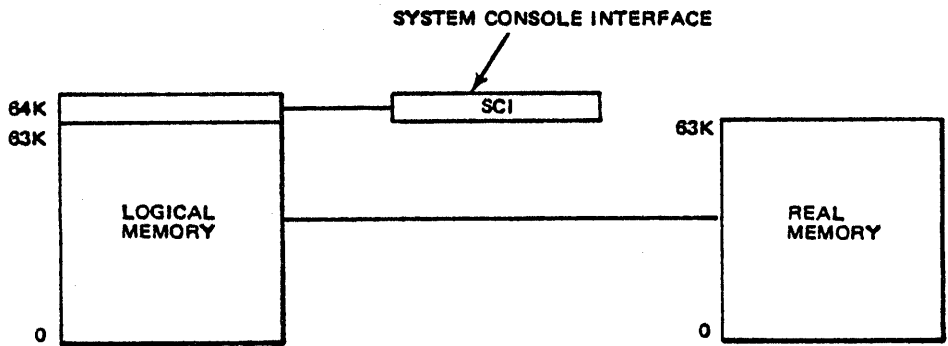 SYSTEM CONSOLE INTERFACE
64K
SCI
63K
63K
LOGICAL
MEMORY
REAL
MEMORY
0
0